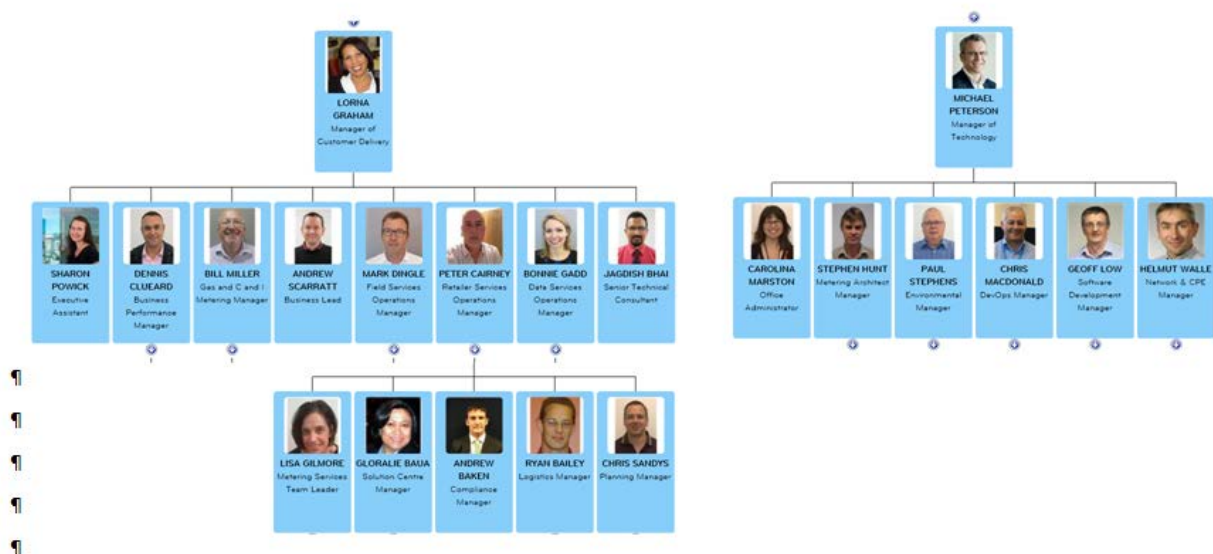 LORNA
GRAHAM
Manager of
Customer Delivery
MICHAEL
PETERSON
Manager of
Technology
SHARON
POWICK
Executive
Assistant
DENNIS
CLUEARD
Business
Performance
Manager
BILL MILLER
Gas and C and I
Metering Manager
ANDREW
SCARRATT
Business Lead
MARK DINGLE
Field Services
Operations
Manager
PETER CAIRNEY
Retailer Services
Operations
Manager
BONNIE GADD
Data Services
Operations
Manager
JAGDISH BHAI
Senior Technical
Consultant
CAROLINA
MARSTON
Office
Administrator
STEPHEN HUNT
Metering Architect
Manager
PAUL
STEPHENS
Environmental
Manager
CHRIS
MACDONALD
DevOps Manager
GEOFF LOW
Software
Development
Manager
HELMUT WALLE
Network & CPE
Manager
¶
¶
¶
¶
¶
LISA GILMORE
Metering Services
Team Leader
GLORALIE BAUA
Solution Centre
Manager
ANDREW
BAKEN
Compliance
Manager
RYAN BAILEY
Logistics Manager
CHRIS SANDYS
Planning Manager